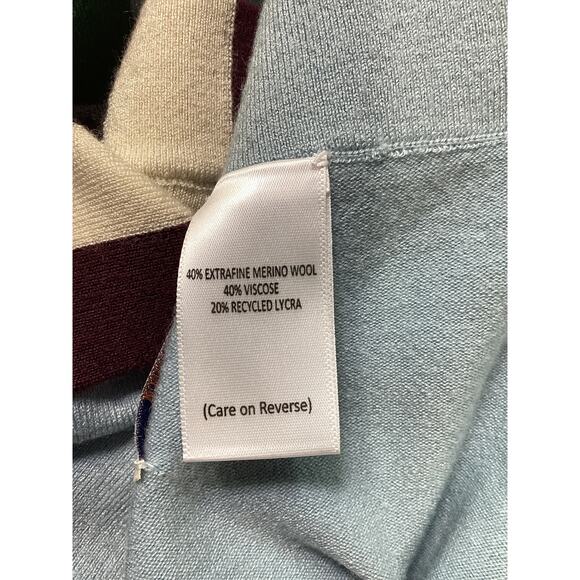 40% EXTRAFINE MERINO WOOL
40% VISCOSE
20% RECYCLED LYCRA
(Care on Reverse)